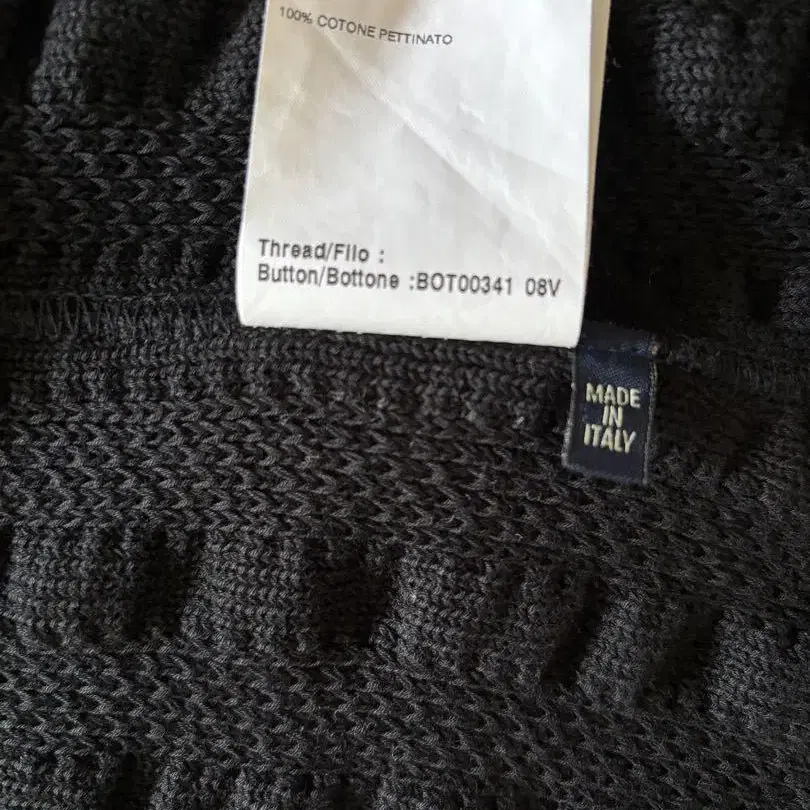 100% COTONE PETTINATO
Thread/Filo :
Button/Bottone :BOT00341 08V
MADE
IN
ITALY